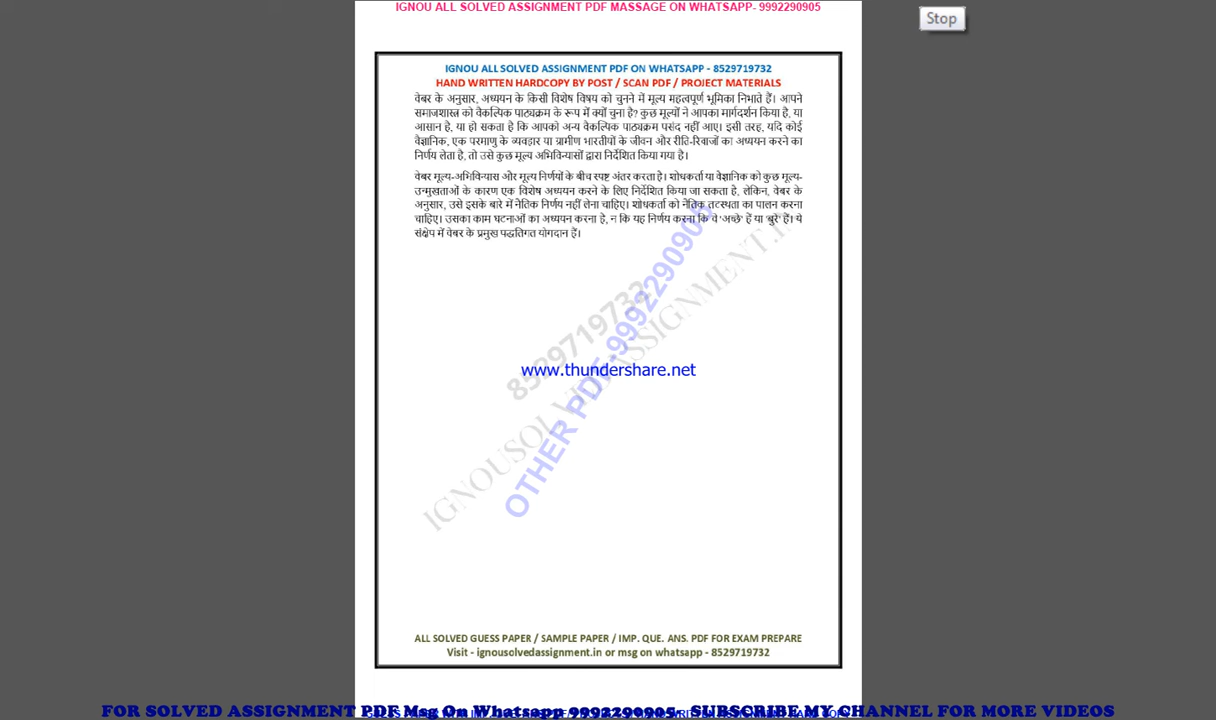 IGNOU ALL SOLVED ASSIGNMENT PDF MASSAGE ON WHATSAPP- 9992290905
Stop
IGNOU ALL SOLVED ASSIGNMENT PDF ON WHATSAPP - 8529719732
HAND WRITTEN HARDCOPY BY POST / SCAN PDF / PROJECT MATERIALS
वेबर के अनुसार, अध्ययन के किसी विशेष विषय को चुनने में मूल्य महत्वपूर्ण भूमिका निभाते हैं। आपने
समाजशास्त्र को वैकल्पिक पाठ्यक्रम के रूप में क्यों चुना है? कुछ मूल्यों ने आपका मार्गदर्शन किया है, या
आसान है, या हो सकता है कि आपको अन्य वैकल्पिक पाठ्यक्रम पसंद नहीं आए। इसी तरह, यदि कोई
वैज्ञानिक, एक परमाणु के व्यवहार या ग्रामीण भारतीयों के जीवन और रीति-रिवाजों का अध्ययन करने का
निर्णय लेता है, तो उसे कुछ मूल्य अभिविन्यासों द्वारा निर्देशित किया गया है।
वेबर मूल्य-अभिविन्यास और मूल्य निर्णयों के बीच स्पष्ट अंतर करता है। शोधकर्ता या वैज्ञानिक को कुछ मूल्य-
उन्मुखताओं के कारण एक विशेष अध्ययन करने के लिए निर्देशित किया जा सकता है, लेकिन, वेबर के
अनुसार, उसे इसके बारे में नैतिक निर्णय नहीं लेना चाहिए। शोधकर्ता को नैतिक तटस्थता का पालन करना
चाहिए। उसका काम घटनाओं का अध्ययन करना है, न कि यह निर्णय करना कि वे 'अच्छे' हैं या 'बुरे' हैं। ये
संक्षेप में वेबर के प्रमुख पद्धतिगत योगदान हैं।
8529719732
OTHER PDF-9992290905
IGNOUSOLVEDASSIGNMENT.IN
www.thundershare.net
ALL SOLVED GUESS PAPER / SAMPLE PAPER / IMP. QUE. ANS. PDF FOR EXAM PREPARE
Visit - ignousolvedassignment.in or msg on whatsapp - 8529719732
FOR SOLVED ASSIGNMENT PDF Msg On Whatsapp 9992290905. SUBSCRIBE MY CHANNEL FOR MORE VIDEOS